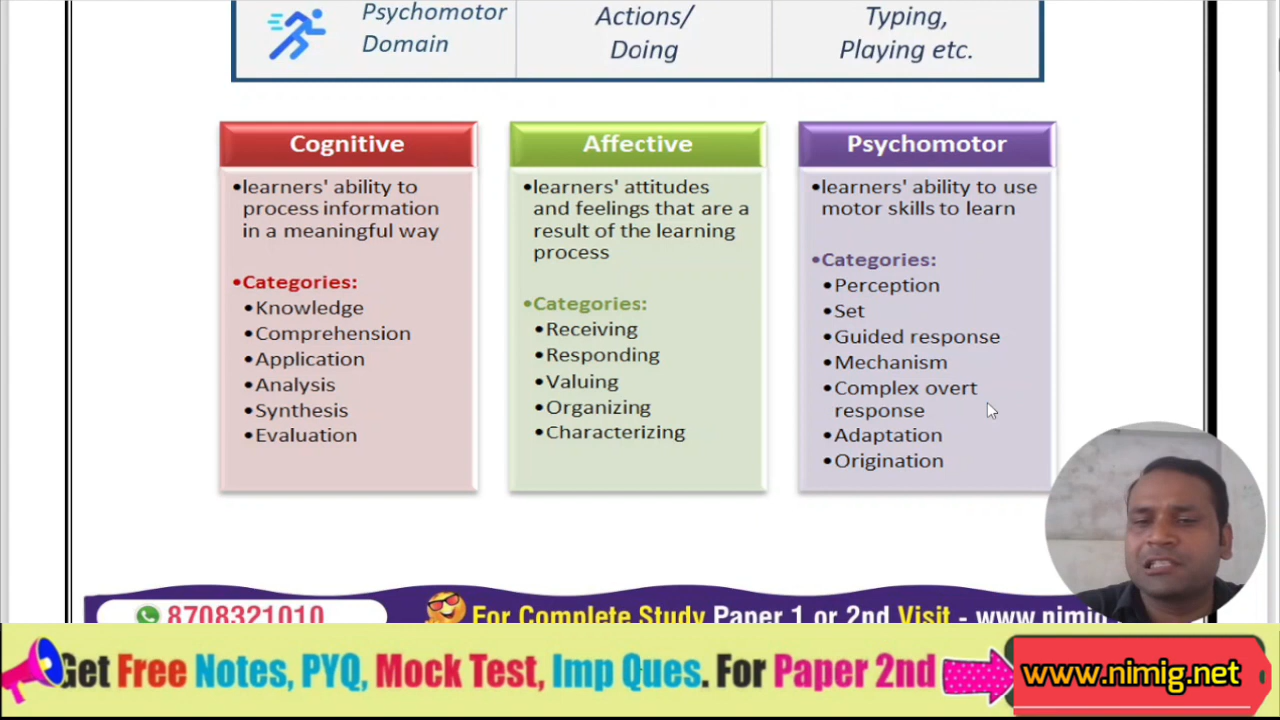 Psychomotor
Domain
Actions/
Doing
Typing,
Playing etc.
Cognitive
•learners' ability to
process information
in a meaningful way
•Categories:
•Knowledge
•Comprehension
•Application
•Analysis
•Synthesis
•Evaluation
Affective
•learners' attitudes
and feelings that are a
result of the learning
process
•Categories:
•Receiving
•Responding
•Valuing
•Organizing
•Characterizing
Psychomotor
•learners' ability to use
motor skills to learn
•Categories:
•Perception
•Set
•Guided response
•Mechanism
•Complex overt
response
•Adaptation
•Origination
8708321010
For Complete Study Paper 1 or 2nd Visit - www.nimig
Get Free Notes, PYQ, Mock Test, Imp Ques. For Paper 2nd
www.nimig.net